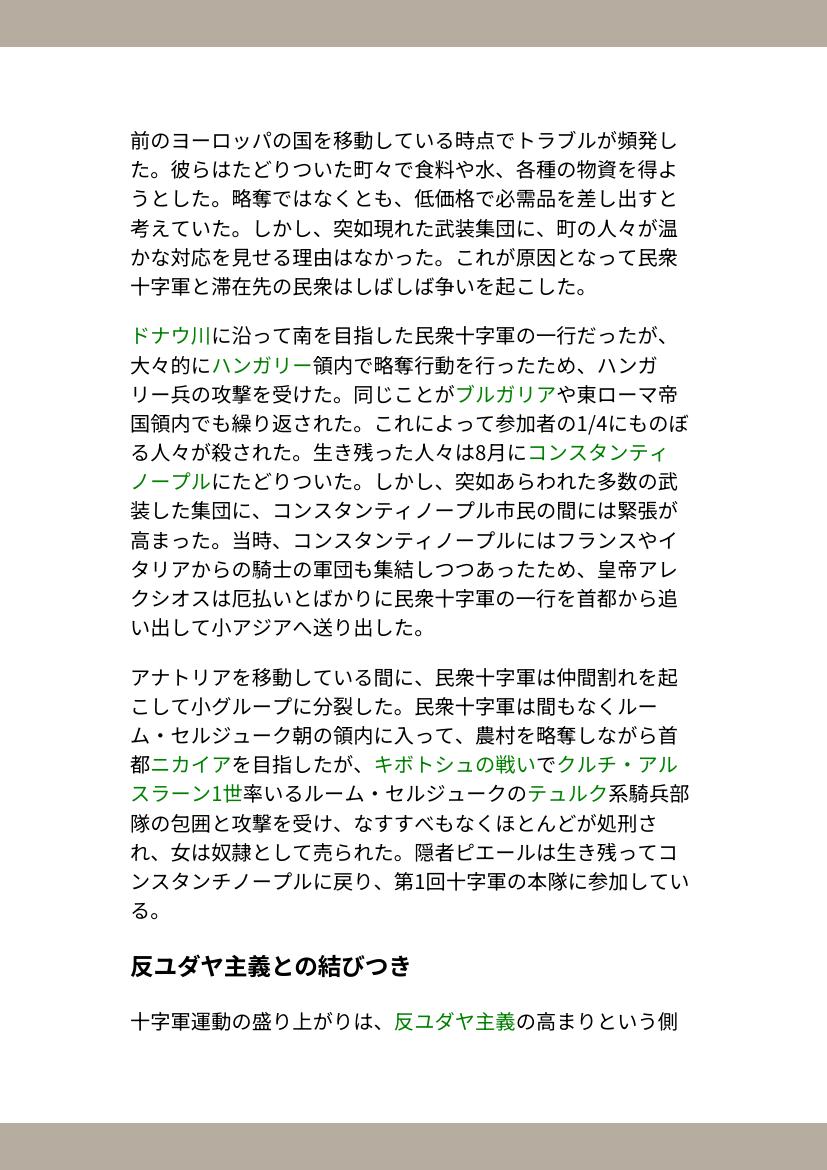 前のヨーロッパの国を移動している時点でトラブルが頻発し
た。彼らはたどりついた町々で食料や水、各種の物資を得よ
うとした。略奪ではなくとも、低価格で必需品を差し出すと
考えていた。しかし、突如現れた武装集団に、町の人々が温
かな対応を見せる理由はなかった。これが原因となって民衆
十字軍と滞在先の民衆はしばしば争いを起こした。
ドナウ川に沿って南を目指した民衆十字軍の一行だったが、
大々的にハンガリー領内で略奪行動を行ったため、ハンガ
リー兵の攻撃を受けた。同じことがブルガリアや東ローマ帝
国領内でも繰り返された。これによって参加者の1/4にものぼ
る人々が殺された。生き残った人々は8月にコンスタンティ
ノープルにたどりついた。しかし、突如あらわれた多数の武
装した集団に、コンスタンティノープル市民の間には緊張が
高まった。当時、コンスタンティノープルにはフランスやイ
タリアからの騎士の軍団も集結しつつあったため、皇帝アレ
クシオスは厄払いとばかりに民衆十字軍の一行を首都から追
い出して小アジアへ送り出した。
アナトリアを移動している間に、民衆十字軍は仲間割れを起
こして小グループに分裂した。民衆十字軍は間もなくルー
ム・セルジューク朝の領内に入って、農村を略奪しながら首
都ニカイアを目指したが、キボトシュの戦いでクルチ・アル
スラーン1世率いるルーム・セルジュークのテュルク系騎兵部
隊の包囲と攻撃を受け、なすすべもなくほとんどが処刑さ
れ、女は奴隷として売られた。隠者ピエールは生き残ってコ
ンスタンチノープルに戻り、第1回十字軍の本隊に参加してい
る。
反ユダヤ主義との結びつき
十字軍運動の盛り上がりは、反ユダヤ主義の高まりという側